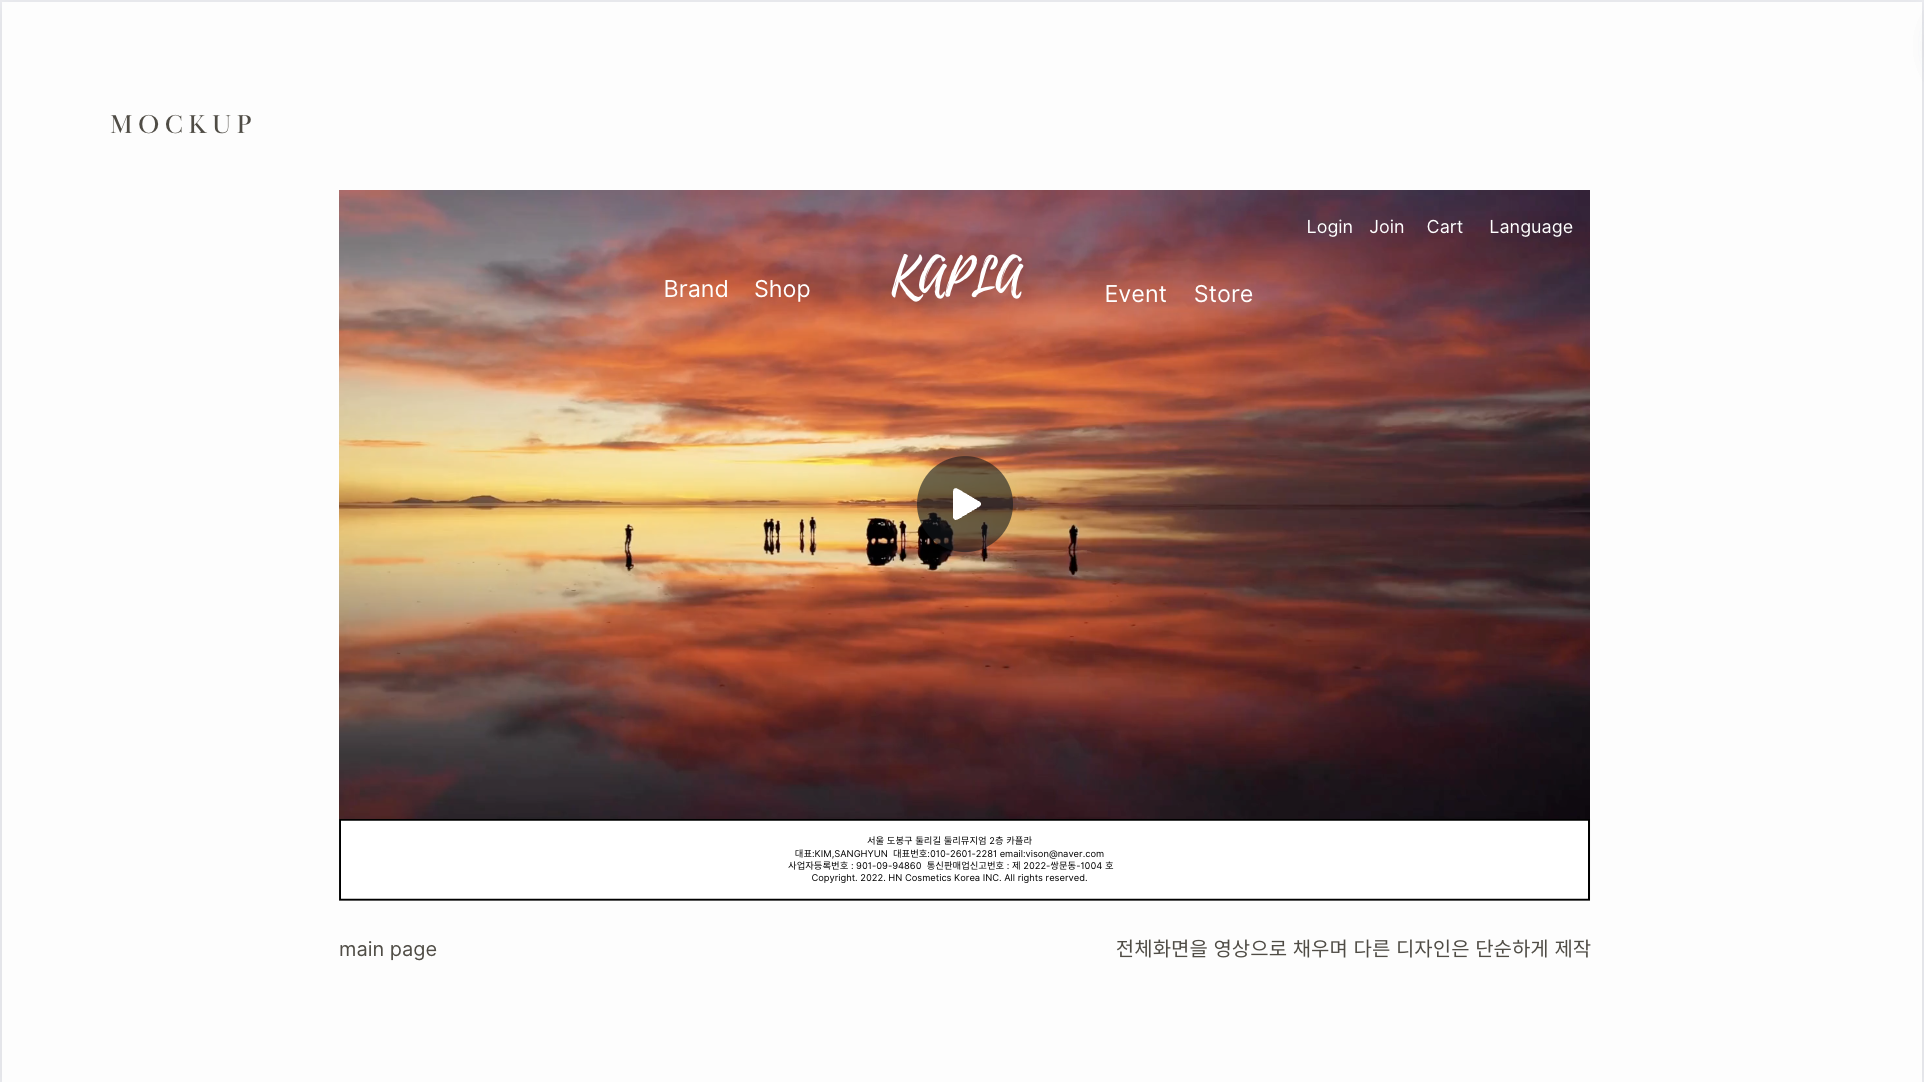 MOCKUP
Login Join Cart Language
Brand Shop KAPLA Event Store
서울 도봉구 둘리길 둘리뮤지엄 2층 카플라
대표:KIM,SANGHYUN 대표번호:010-2601-2281 email:vison@naver.com
사업자등록번호 : 901-09-94860 통신판매업신고번호 : 제 2022-쌍문동-1004 호
Copyright. 2022. HN Cosmetics Korea INC. All rights reserved.
main page
전체화면을 영상으로 채우며 다른 디자인은 단순하게 제작